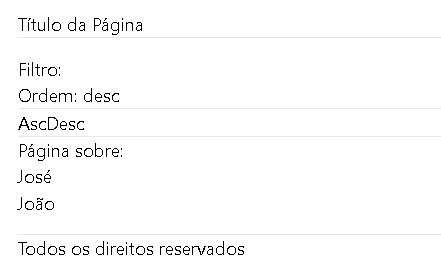 Título da Página
Filtro:
Ordem: desc
AscDesc
Página sobre:
José
João
Todos os direitos reservados